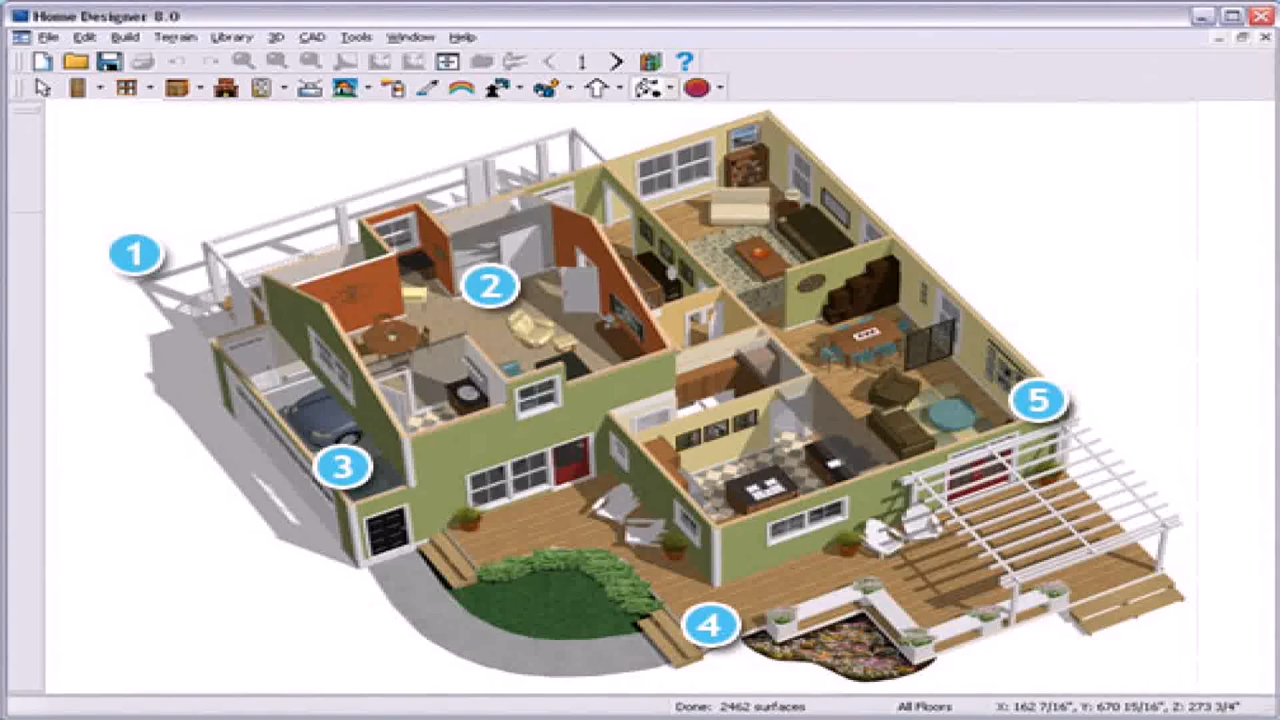 Home Designer 8.0
File Edit Build Terrain Library 3D CAD Tools Window Help
1
1
2
5
3
4
Done: 2462 surfaces All Floors X: 162 7/16", Y: 670 15/16", Z: 273 3/4"